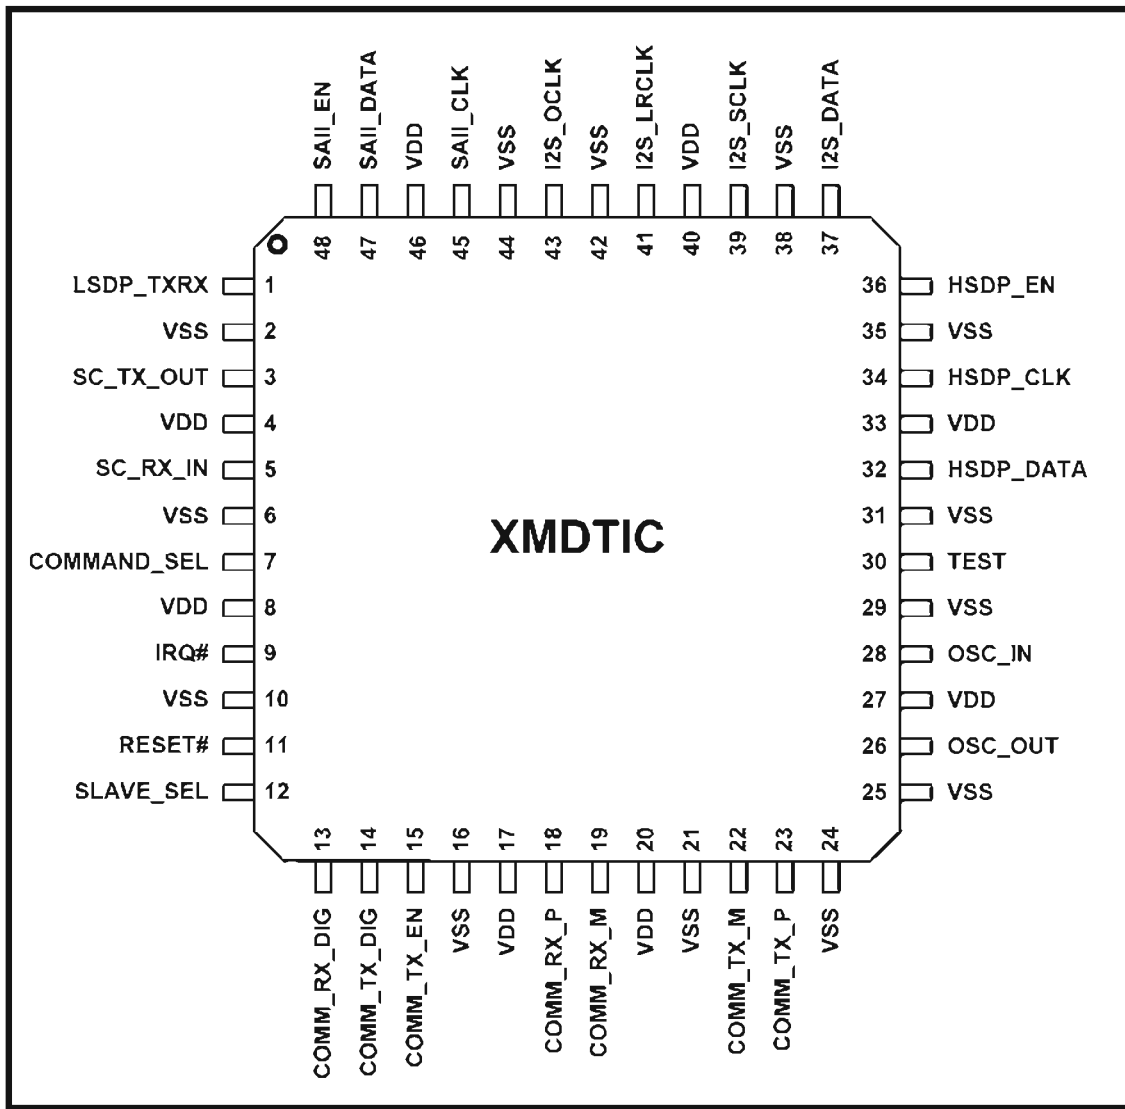 SAII_EN
SAII_DATA
VDD
SAII_CLK
VSS
I2S_OCLK
VSS
I2S_LRCLK
VDD
I2S_SCLK
VSS
I2S_DATA
48 47 46 45 44 43 42 41 40 39 38 37
LSDP_TXRX 1
VSS 2
SC_TX_OUT 3
VDD 4
SC_RX_IN 5
VSS 6
COMMAND_SEL 7
VDD 8
IRQ# 9
VSS 10
RESET# 11
SLAVE_SEL 12
XMDTIC
36 HSDP_EN
35 VSS
34 HSDP_CLK
33 VDD
32 HSDP_DATA
31 VSS
30 TEST
29 VSS
28 OSC_IN
27 VDD
26 OSC_OUT
25 VSS
13 14 15 16 17 18 19 20 21 22 23 24
COMM_RX_DIG
COMM_TX_DIG
COMM_TX_EN
VSS
VDD
COMM_RX_P
COMM_RX_M
VDD
VSS
COMM_TX_M
COMM_TX_P
VSS